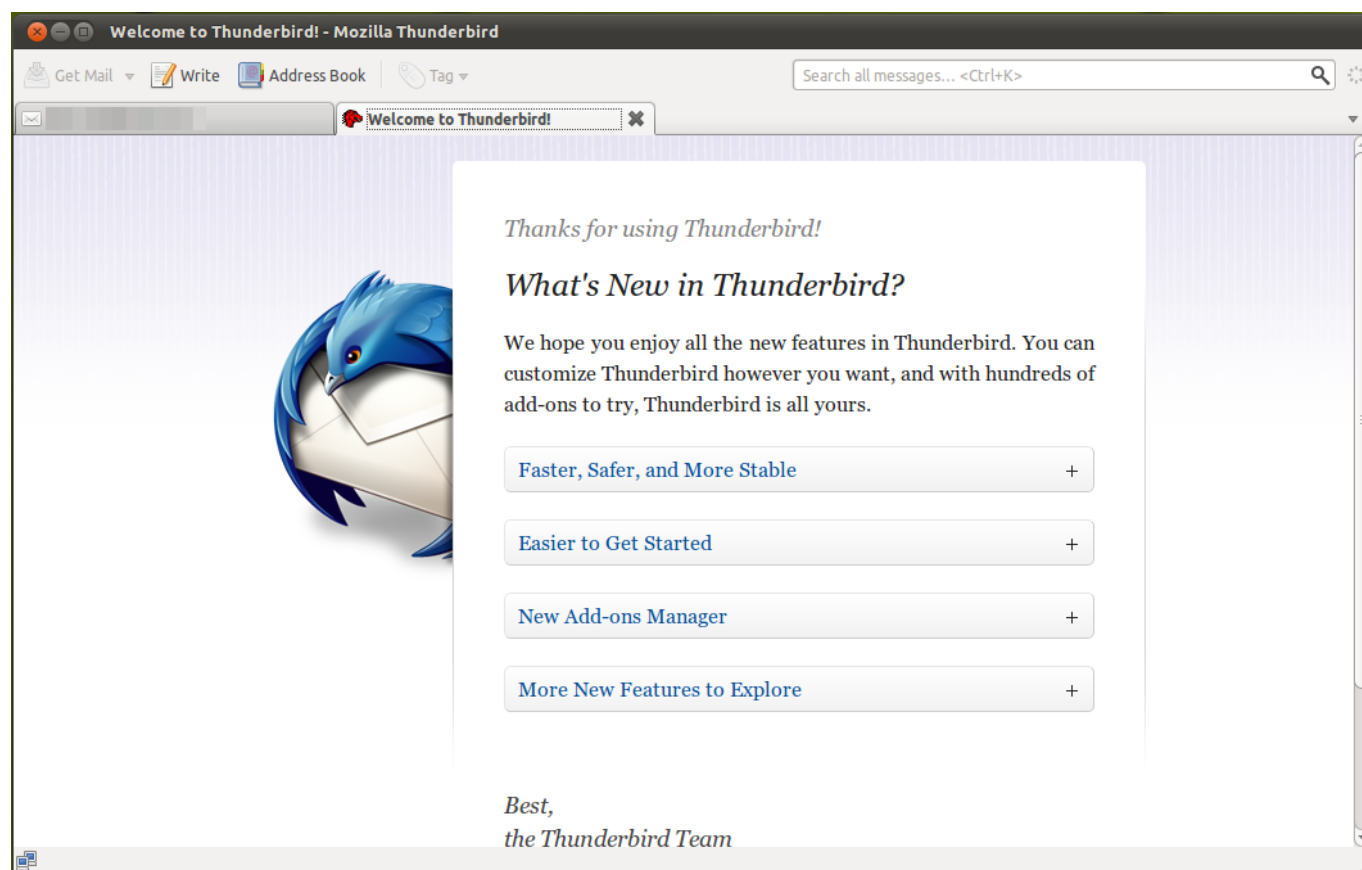 Welcome to Thunderbird! - Mozilla Thunderbird
Get Mail Write Address Book Tag Search all messages... <Ctrl+K>
Welcome to Thunderbird!
Thanks for using Thunderbird!
What's New in Thunderbird?
We hope you enjoy all the new features in Thunderbird. You can
customize Thunderbird however you want, and with hundreds of
add-ons to try, Thunderbird is all yours.
Faster, Safer, and More Stable +
Easier to Get Started +
New Add-ons Manager +
More New Features to Explore +
Best,
the Thunderbird Team